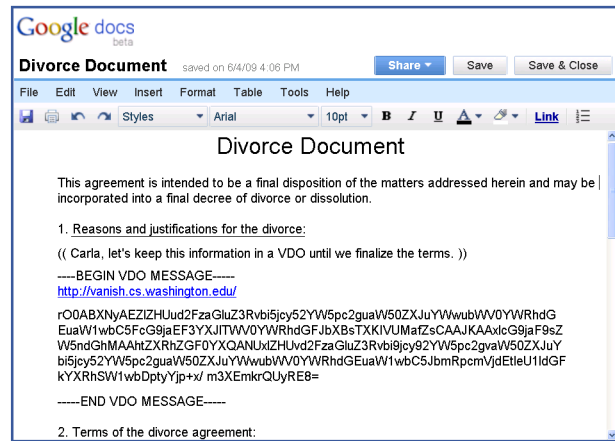 Google docs
beta
Divorce Document saved on 6/4/09 4:06 PM Share Save Save & Close
File Edit View Insert Format Table Tools Help
Styles Arial 10pt B I U A Link
Divorce Document
This agreement is intended to be a final disposition of the matters addressed herein and may be
incorporated into a final decree of divorce or dissolution.
1. Reasons and justifications for the divorce:
(( Carla, let's keep this information in a VDO until we finalize the terms. ))
----BEGIN VDO MESSAGE-----
http://vanish.cs.washington.edu/
rO0ABXNyAEZlZHUud2FzaGluZ3Rvbi5jcy52YW5pc2guaW50ZXJuYWwubWV0YWRhdG
EuaW1wbC5FcG9jaEF3YXJlTWV0YWRhdGFJbXBsTXKlVUMafZsCAAJKAAxlcG9jaF9sZ
W5ndGhMAAhtZXRhZGF0YXQANUxlZHUvd2FzaGluZ3Rvbi9jcy92YW5pc2gvaW50ZXJuY
bi5jcy52YW5pc2guaW50ZXJuYWwubWV0YWRhdGEuaW1wbC5JbmRpcmVjdEtleU1ldGF
kYXRhSW1wbDptyYjp+x/ m3XEmkrQUyRE8=
-----END VDO MESSAGE-----
2. Terms of the divorce agreement: